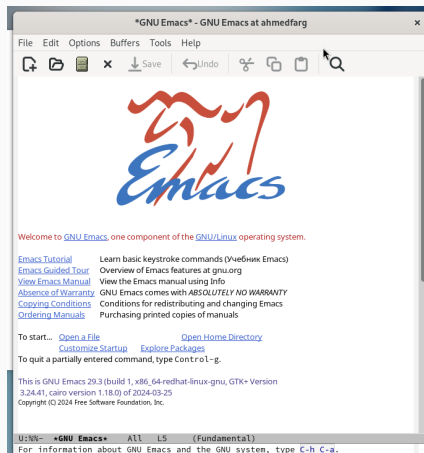 *GNU Emacs* - GNU Emacs at ahmedfarg ×
File Edit Options Buffers Tools Help
Save Undo
Emacs
Welcome to GNU Emacs, one component of the GNU/Linux operating system.
Emacs Tutorial Learn basic keystroke commands (Учебник Emacs)
Emacs Guided Tour Overview of Emacs features at gnu.org
View Emacs Manual View the Emacs manual using Info
Absence of Warranty GNU Emacs comes with ABSOLUTELY NO WARRANTY
Copying Conditions Conditions for redistributing and changing Emacs
Ordering Manuals Purchasing printed copies of manuals
To start... Open a File Open Home Directory
Customize Startup Explore Packages
To quit a partially entered command, type Control-g.
This is GNU Emacs 29.3 (build 1, x86_64-redhat-linux-gnu, GTK+ Version
3.24.41, cairo version 1.18.0) of 2024-03-25
Copyright (C) 2024 Free Software Foundation, Inc.
U:%%- *GNU Emacs* All L5 (Fundamental)
For information about GNU Emacs and the GNU system, type C-h C-a.